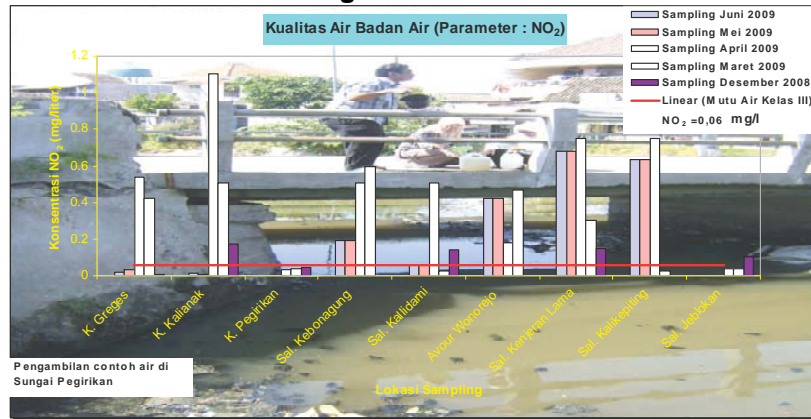 Kualitas Air Badan Air (Parameter : NO₂)
Sampling Juni 2009
Sampling Mei 2009
Sampling April 2009
Sampling Maret 2009
Sampling Desember 2008
Linear (Mutu Air Kelas III)
NO₂ =0,06 mg/l
Konsentrasi NO₂ (mg/liter)
1.2
1
0.8
0.6
0.4
0.2
0
K. Greges
K. Kalianak
K. Pegirikan
Sal. Kebonagung
Sal. Kalidami
Avour Wonorejo
Sal. Kenjeran Lama
Sal. Kalikepiting
Sal. Jeblokan
Lokasi Sampling
Pengambilan contoh air di
Sungai Pegirikan